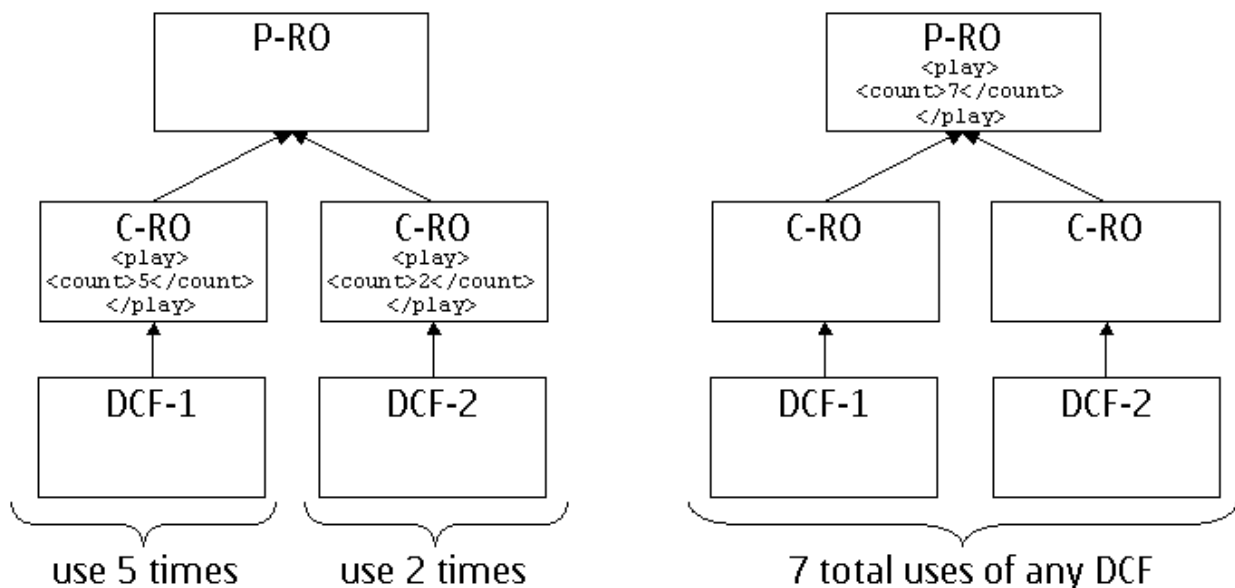 P-RO
P-RO
<play>
<count>7</count>
</play>
C-RO
<play>
<count>5</count>
</play>
C-RO
<play>
<count>2</count>
</play>
C-RO
C-RO
DCF-1
DCF-2
DCF-1
DCF-2
use 5 times
use 2 times
7 total uses of any DCF